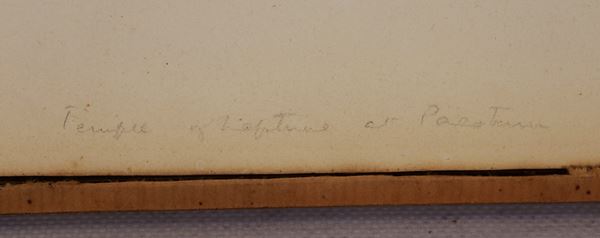 Temple of Neptune at Paestum